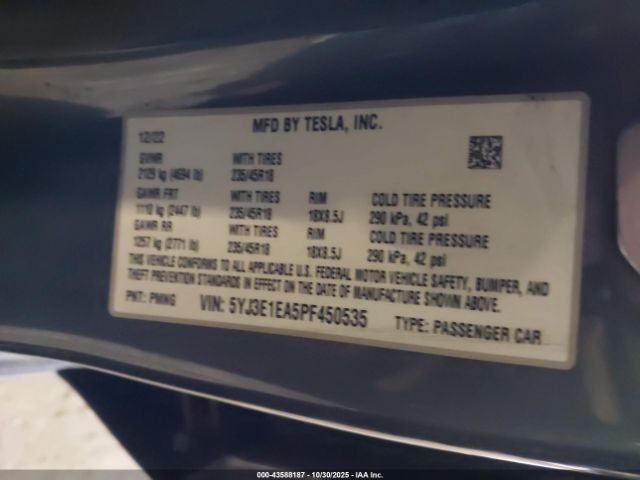 MFD BY TESLA, INC.
12/22
GVWR WITH TIRES
2129 kg (4694 lb) 235/45R18
GAWR FRT WITH TIRES RIM COLD TIRE PRESSURE
1110 kg (2447 lb) 235/45R18 18X8.5J 290 kPa, 42 psi
GAWR RR WITH TIRES RIM COLD TIRE PRESSURE
1257 kg (2771 lb) 235/45R18 18X8.5J 290 kPa, 42 psi
THIS VEHICLE CONFORMS TO ALL APPLICABLE U.S. FEDERAL MOTOR VEHICLE SAFETY, BUMPER, AND
THEFT PREVENTION STANDARDS IN EFFECT ON THE DATE OF MANUFACTURE SHOWN ABOVE.
PNT: PMNG VIN: 5YJ3E1EA5PF450535 TYPE: PASSENGER CAR
000-43588187 - 10/30/2025 - IAA Inc.